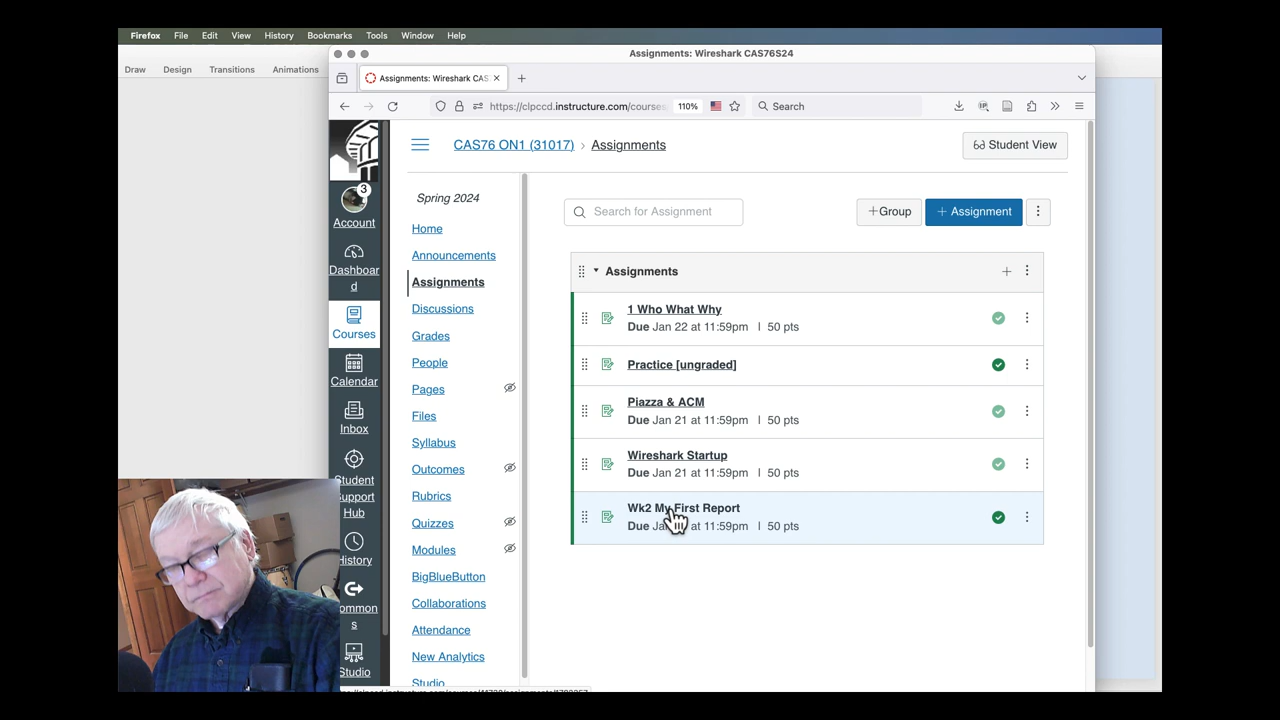 Firefox File Edit View History Bookmarks Tools Window Help
Draw Design Transitions Animations
Assignments: Wireshark CAS76S24
Assignments: Wireshark CAS
https://clpccd.instructure.com/courses 110% Search
CAS76 ON1 (31017) › Assignments
Student View
3
Account
Dashboar
d
Courses
Calendar
Inbox
Student
Support
Hub
History
ommon
s
Studio
Spring 2024
Home
Announcements
Assignments
Discussions
Grades
People
Pages
Files
Syllabus
Outcomes
Rubrics
Quizzes
Modules
BigBlueButton
Collaborations
Attendance
New Analytics
Studio
Search for Assignment
+Group
+ Assignment
Assignments
1 Who What Why
Due Jan 22 at 11:59pm | 50 pts
Practice [ungraded]
Piazza & ACM
Due Jan 21 at 11:59pm | 50 pts
Wireshark Startup
Due Jan 21 at 11:59pm | 50 pts
Wk2 My First Report
Due at 11:59pm | 50 pts